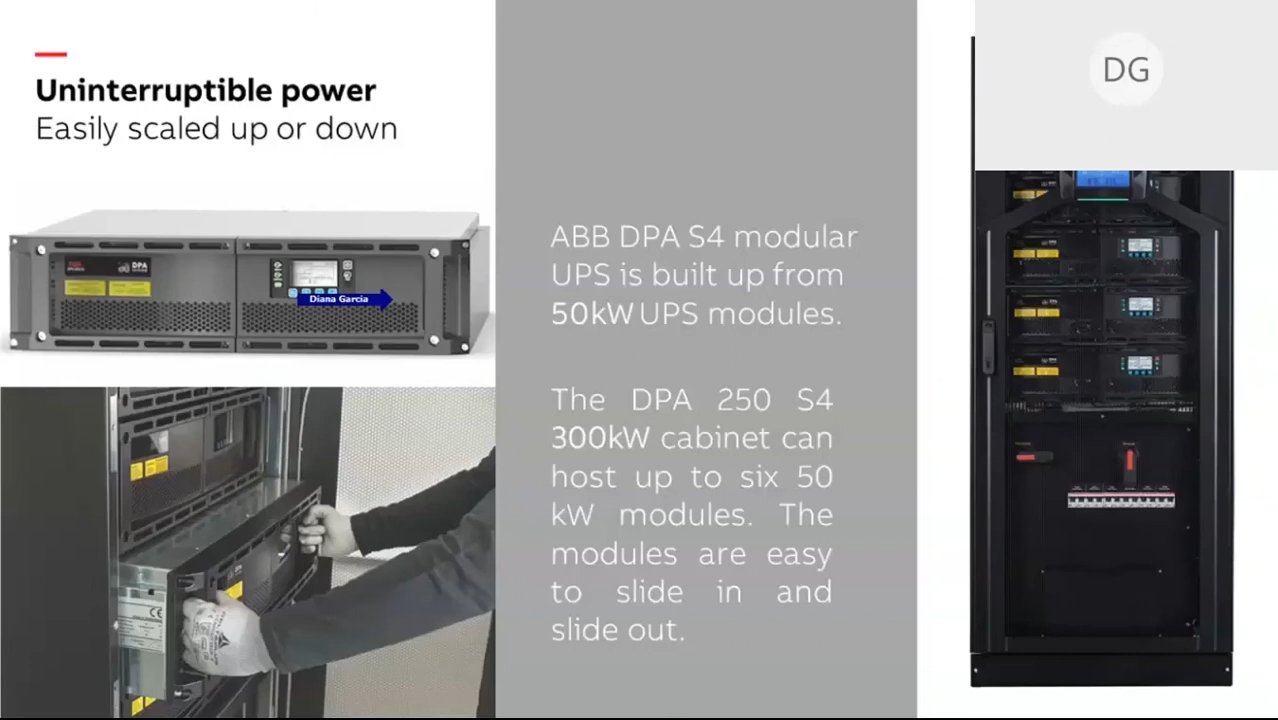 Uninterruptible power
Easily scaled up or down
DPA
Diana Garcia
ABB DPA S4 modular
UPS is built up from
50kW UPS modules.
The DPA 250 S4
300kW cabinet can
host up to six 50
kW modules. The
modules are easy
to slide in and
slide out.
DG